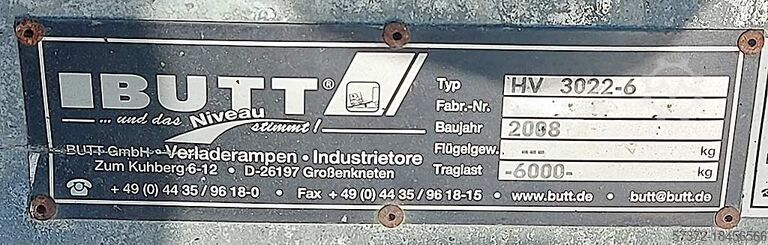 BUTT®
... und das Niveau stimmt!
BUTT GmbH · Verladerampen · Industrietore
Zum Kuhberg 6-12 · D-26197 Großenkneten
☎ + 49 (0) 44 35 / 96 18-0 · Fax + 49 (0) 44 35 / 96 18-15 · www.butt.de · butt@butt.de
Typ HV 3022-6
Fabr.-Nr.
Baujahr 2008
Flügelgew. --- kg
Traglast -6000- kg
57372-18456566